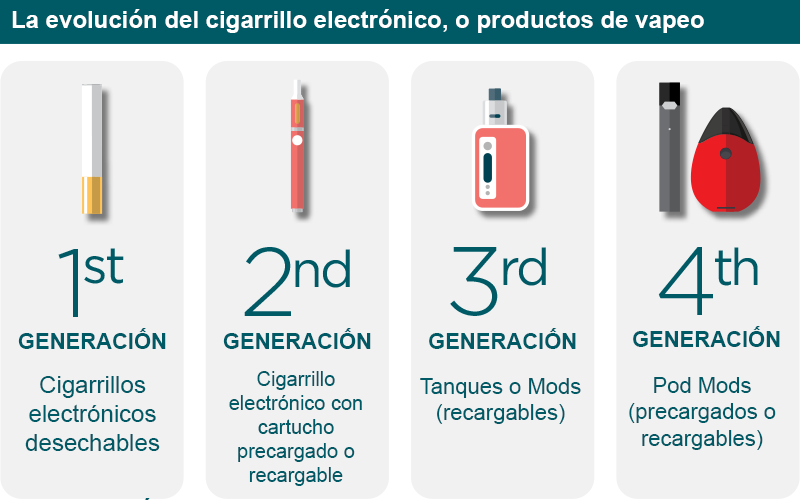 La evolución del cigarrillo electrónico, o productos de vapeo
1st
GENERACIÓN
Cigarrillos
electrónicos
desechables
2nd
GENERACIÓN
Cigarrillo
electrónico con
cartucho
precargado o
recargable
3rd
GENERACIÓN
Tanques o Mods
(recargables)
4th
GENERACIÓN
Pod Mods
(precargados o
recargables)